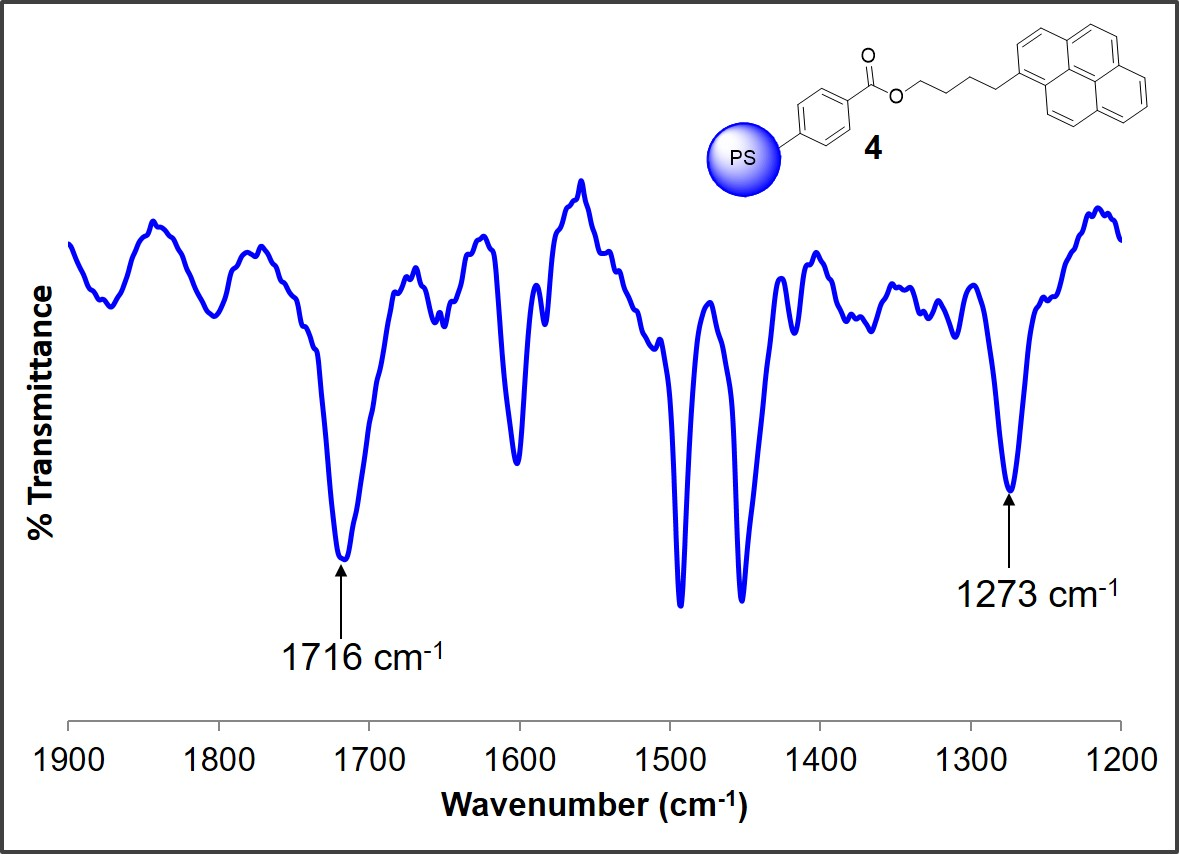 O
O
PS
4
% Transmittance
1716 cm⁻¹
1273 cm⁻¹
1900 1800 1700 1600 1500 1400 1300 1200
Wavenumber (cm⁻¹)